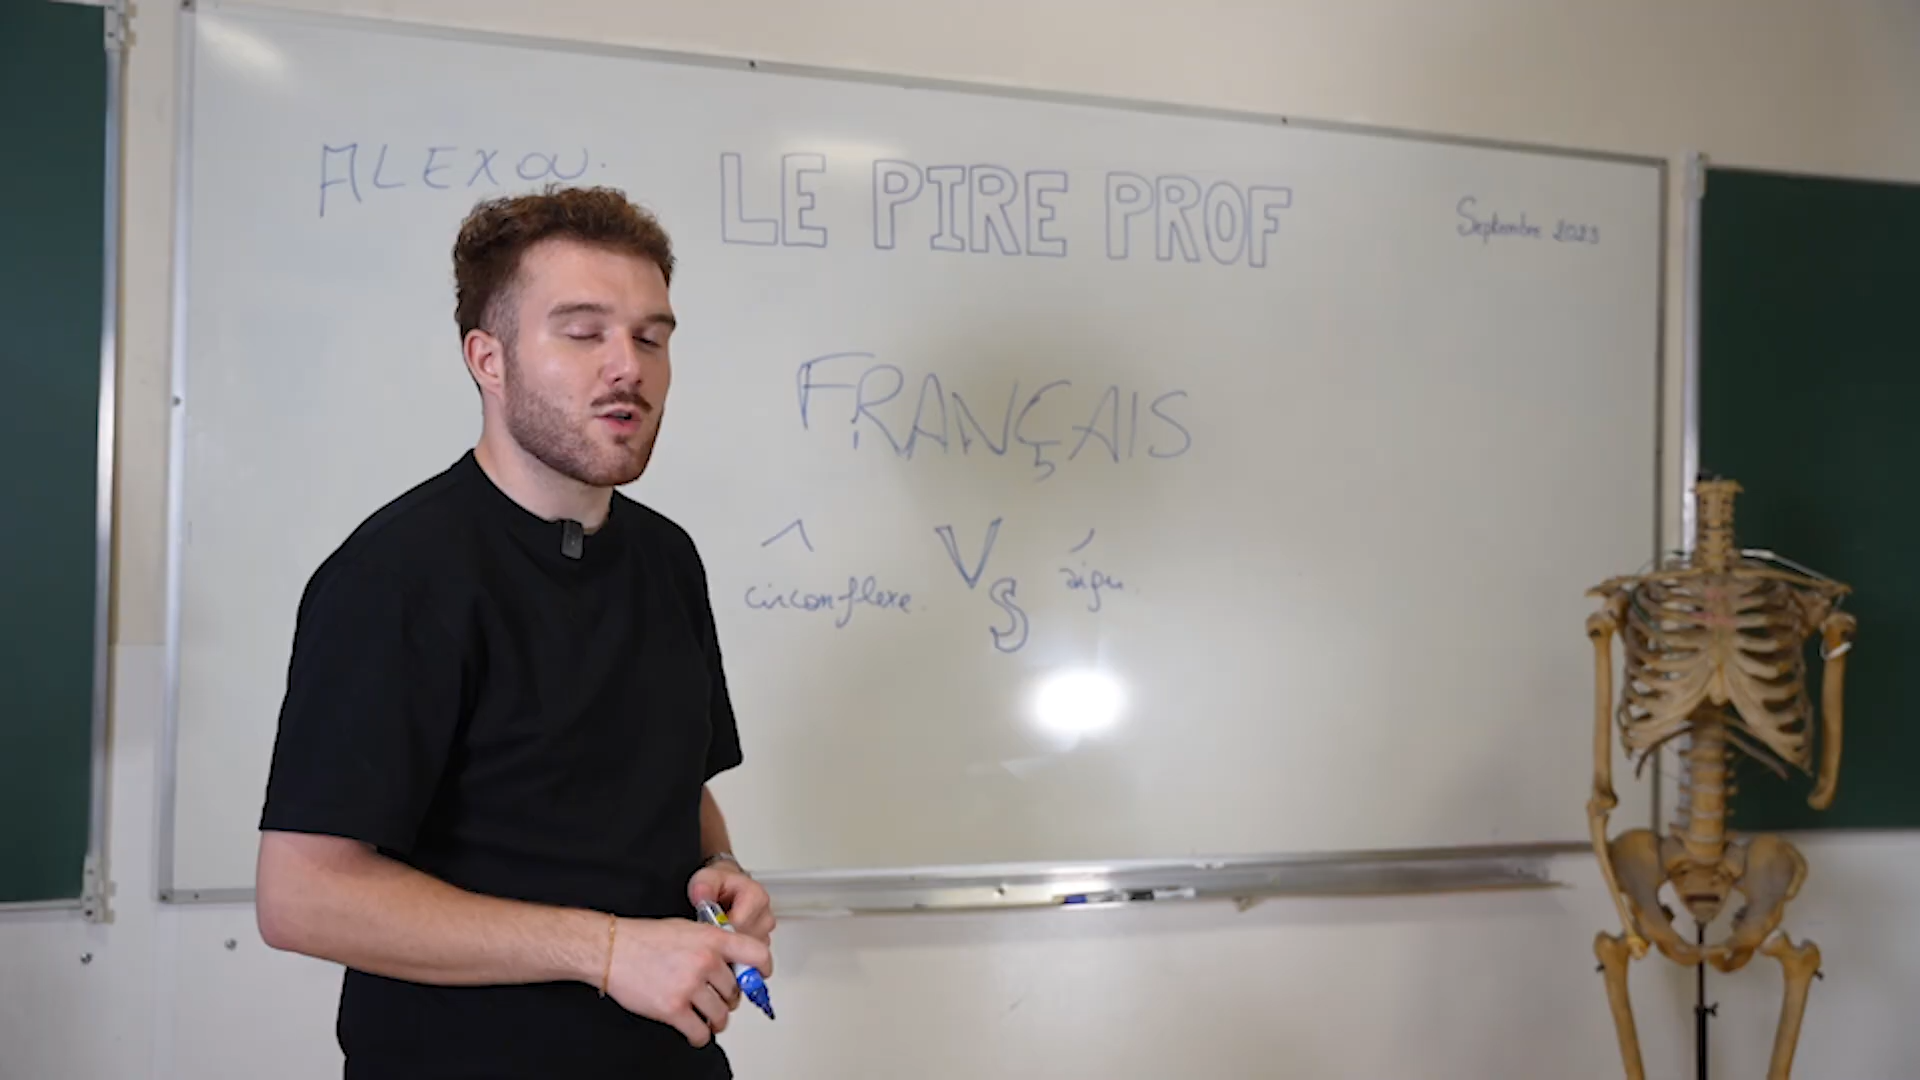 ALEXOU.
LE PIRE PROF
Septembre 2023
FRANÇAIS
^ Vs ´
circonflexe. aigu.